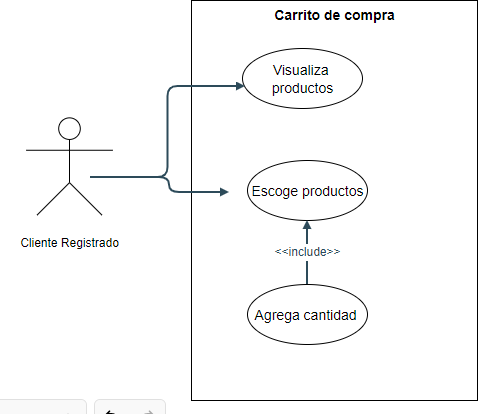 Carrito de compra
Visualiza
productos
Escoge productos
Cliente Registrado
<<include>>
Agrega cantidad